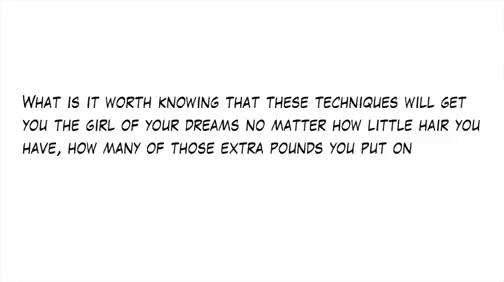 What is it worth knowing that these techniques will get
you the girl of your dreams no matter how little hair you
have, how many of those extra pounds you put on